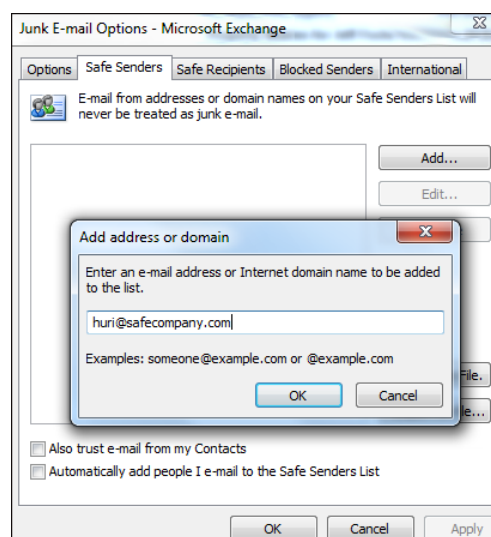 Junk E-mail Options - Microsoft Exchange
Options Safe Senders Safe Recipients Blocked Senders International
E-mail from addresses or domain names on your Safe Senders List will
never be treated as junk e-mail.
Add...
Edit...
Add address or domain
Enter an e-mail address or Internet domain name to be added
to the list.
huri@safecompany.com
Examples: someone@example.com or @example.com
File.
OK Cancel
Also trust e-mail from my Contacts
Automatically add people I e-mail to the Safe Senders List
OK Cancel Apply